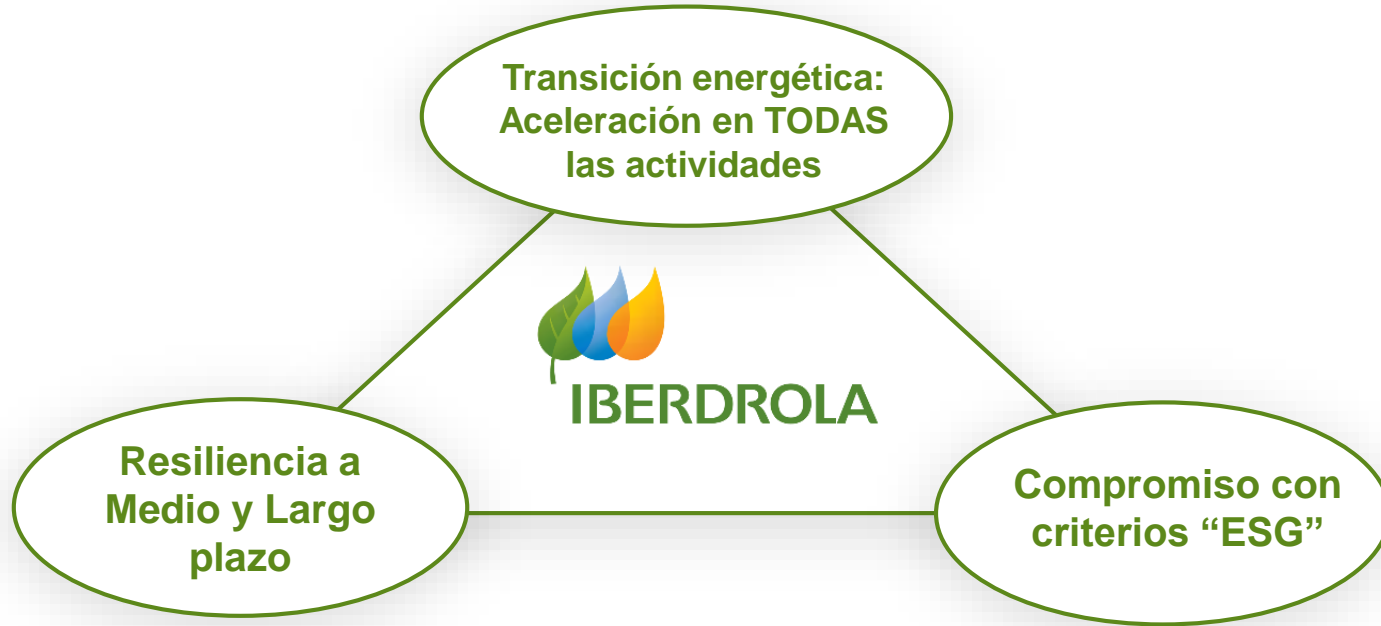 Transición energética:
Aceleración en TODAS
las actividades
IBERDROLA
Resiliencia a
Medio y Largo
plazo
Compromiso con
criterios “ESG”